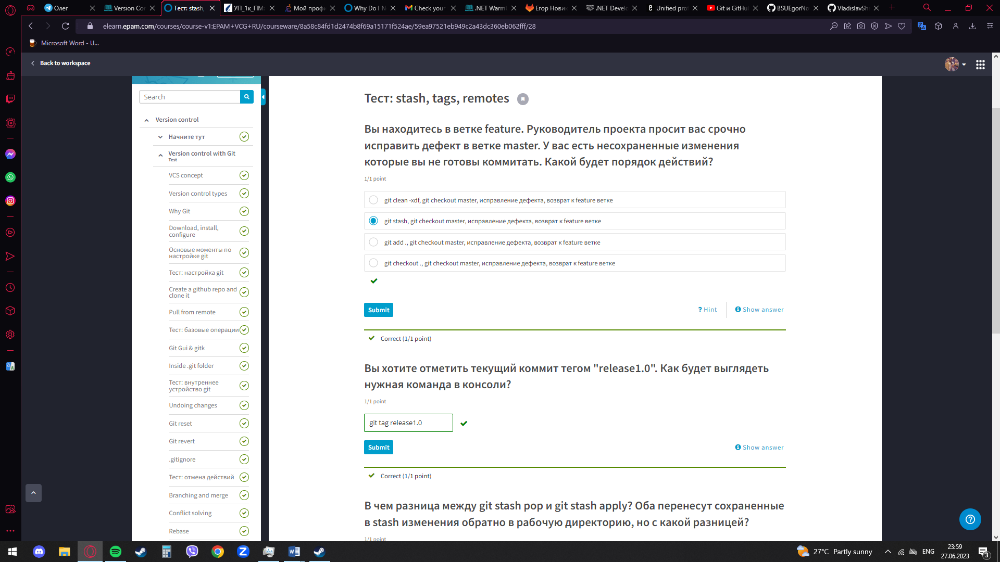 Олег
Version Con
Тест: stash,
УП_1к_ПМ:
Мой профи
Why Do I N
Check your
.NET Warm
Егор Новик
.NET Develo
Unified pro
Git и GitHu
BSUEgorNo
VladislavSh
elearn.epam.com/courses/course-v1:EPAM+VCG+RU/courseware/8a58c84fd1d2474b8f69a15171f524ae/59ea97521eb949c2a43dc360eb062fff/28
Microsoft Word - U...
Back to workspace
Search
Version control
Начните тут
Version control with Git
Test
VCS concept
Version control types
Why Git
Download, install,
configure
Основые моменты по
настройке git
Тест: настройка git
Create a github repo and
clone it
Pull from remote
Тест: базовые операции
Git Gui & gitk
Inside .git folder
Тест: внутреннее
устройство git
Undoing changes
Git reset
Git revert
.gitignore
Тест: отмена действий
Branching and merge
Conflict solving
Rebase
Тест: stash, tags, remotes
Вы находитесь в ветке feature. Руководитель проекта просит вас срочно
исправить дефект в ветке master. У вас есть несохраненные изменения
которые вы не готовы коммитать. Какой будет порядок действий?
1/1 point
git clean -xdf, git checkout master, исправление дефекта, возврат к feature ветке
git stash, git checkout master, исправление дефекта, возврат к feature ветке
git add ., git checkout master, исправление дефекта, возврат к feature ветке
git checkout ., git checkout master, исправление дефекта, возврат к feature ветке
Submit
? Hint
Show answer
Correct (1/1 point)
Вы хотите отметить текущий коммит тегом "release1.0". Как будет выглядеть
нужная команда в консоли?
1/1 point
git tag release1.0
Submit
Show answer
Correct (1/1 point)
В чем разница между git stash pop и git stash apply? Оба перенесут сохраненные
в stash изменения обратно в рабочую директорию, но с какой разницей?
1/1 point
27°C Partly sunny
ENG
23:59
27.06.2023
3